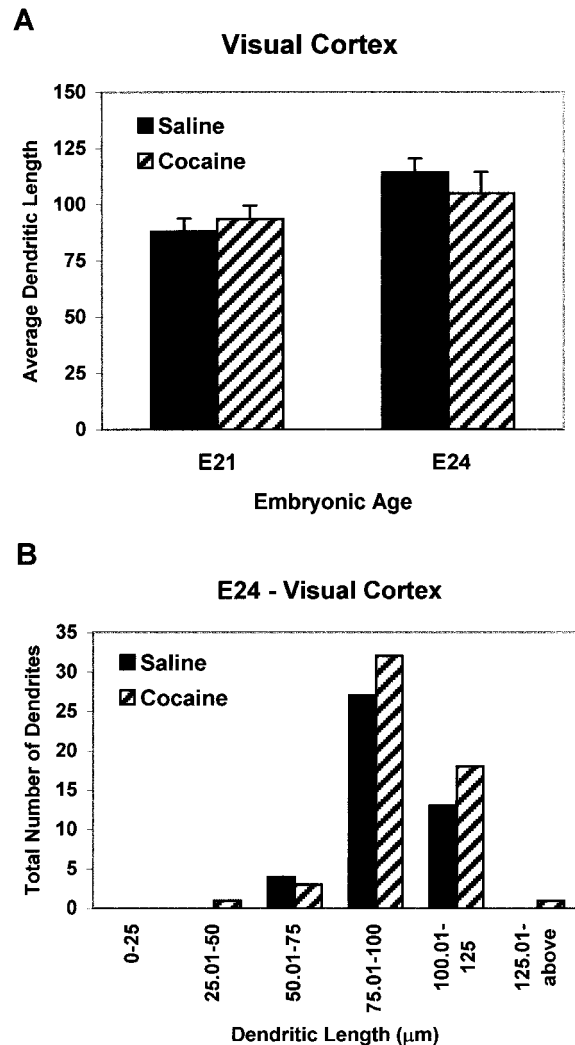 A
Visual Cortex
Average Dendritic Length
150
125
100
75
50
25
0
Saline
Cocaine
E21 E24
Embryonic Age
B
E24 - Visual Cortex
Total Number of Dendrites
35
30
25
20
15
10
5
0
Saline
Cocaine
0-25
25.01-50
50.01-75
75.01-100
100.01-
125
125.01-
above
Dendritic Length (μm)